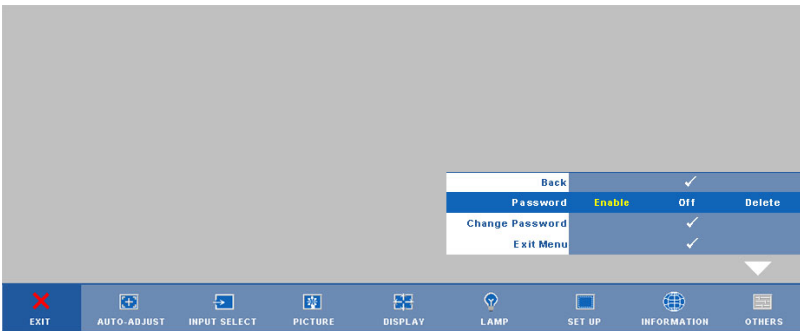 Back
Password Enable Off Delete
Change Password
Exit Menu
EXIT AUTO-ADJUST INPUT SELECT PICTURE DISPLAY LAMP SET UP INFORMATION OTHERS